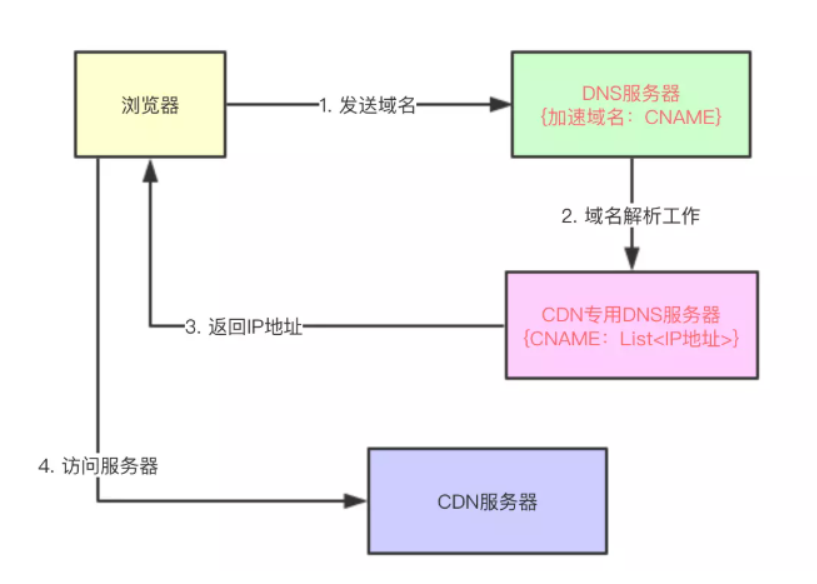 浏览器
1. 发送域名
DNS服务器
{加速域名：CNAME}
2. 域名解析工作
CDN专用DNS服务器
{CNAME：List<IP地址>}
3. 返回IP地址
4. 访问服务器
CDN服务器